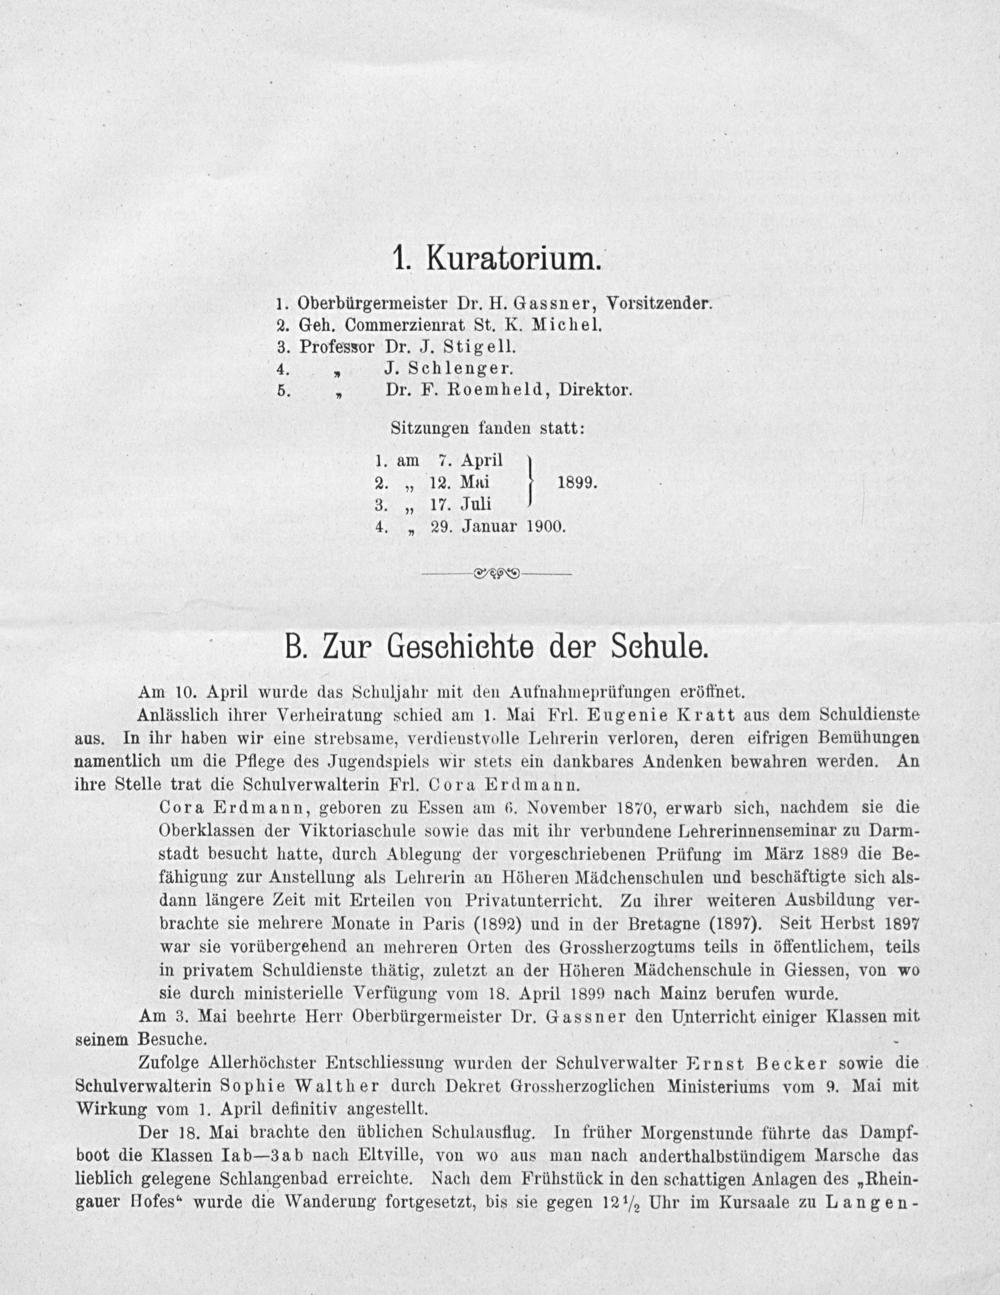 1. Kuratorium.
1. Oberbürgermeister Dr. H. Gassner, Vorsitzender.
2. Geh. Commerzienrat St. K. Michel.
3. Professor Dr. J. Stigell.
4. „ J. Schlenger.
5. „ Dr. F. Roemheld, Direktor.
Sitzungen fanden statt:
1. am 7. April
2. „ 12. Mai } 1899.
3. „ 17. Juli
4. „ 29. Januar 1900.
B. Zur Geschichte der Schule.
Am 10. April wurde das Schuljahr mit den Aufnahmeprüfungen eröffnet.
Anlässlich ihrer Verheiratung schied am 1. Mai Frl. Eugenie Kratt aus dem Schuldienste
aus. In ihr haben wir eine strebsame, verdienstvolle Lehrerin verloren, deren eifrigen Bemühungen
namentlich um die Pflege des Jugendspiels wir stets ein dankbares Andenken bewahren werden. An
ihre Stelle trat die Schulverwalterin Frl. Cora Erdmann.
Cora Erdmann, geboren zu Essen am 6. November 1870, erwarb sich, nachdem sie die
Oberklassen der Viktoriaschule sowie das mit ihr verbundene Lehrerinnenseminar zu Darm-
stadt besucht hatte, durch Ablegung der vorgeschriebenen Prüfung im März 1889 die Be-
fähigung zur Anstellung als Lehrerin an Höheren Mädchenschulen und beschäftigte sich als-
dann längere Zeit mit Erteilen von Privatunterricht. Zu ihrer weiteren Ausbildung ver-
brachte sie mehrere Monate in Paris (1892) und in der Bretagne (1897). Seit Herbst 1897
war sie vorübergehend an mehreren Orten des Grossherzogtums teils in öffentlichem, teils
in privatem Schuldienste thätig, zuletzt an der Höheren Mädchenschule in Giessen, von wo
sie durch ministerielle Verfügung vom 18. April 1899 nach Mainz berufen wurde.
Am 3. Mai beehrte Herr Oberbürgermeister Dr. Gassner den Unterricht einiger Klassen mit
seinem Besuche.
Zufolge Allerhöchster Entschliessung wurden der Schulverwalter Ernst Becker sowie die
Schulverwalterin Sophie Walther durch Dekret Grossherzoglichen Ministeriums vom 9. Mai mit
Wirkung vom 1. April definitiv angestellt.
Der 18. Mai brachte den üblichen Schulausflug. In früher Morgenstunde führte das Dampf-
boot die Klassen Iab—3ab nach Eltville, von wo aus man nach anderthalbstündigem Marsche das
lieblich gelegene Schlangenbad erreichte. Nach dem Frühstück in den schattigen Anlagen des „Rhein-
gauer Hofes“ wurde die Wanderung fortgesetzt, bis sie gegen 12 1/2 Uhr im Kursaale zu Langen-